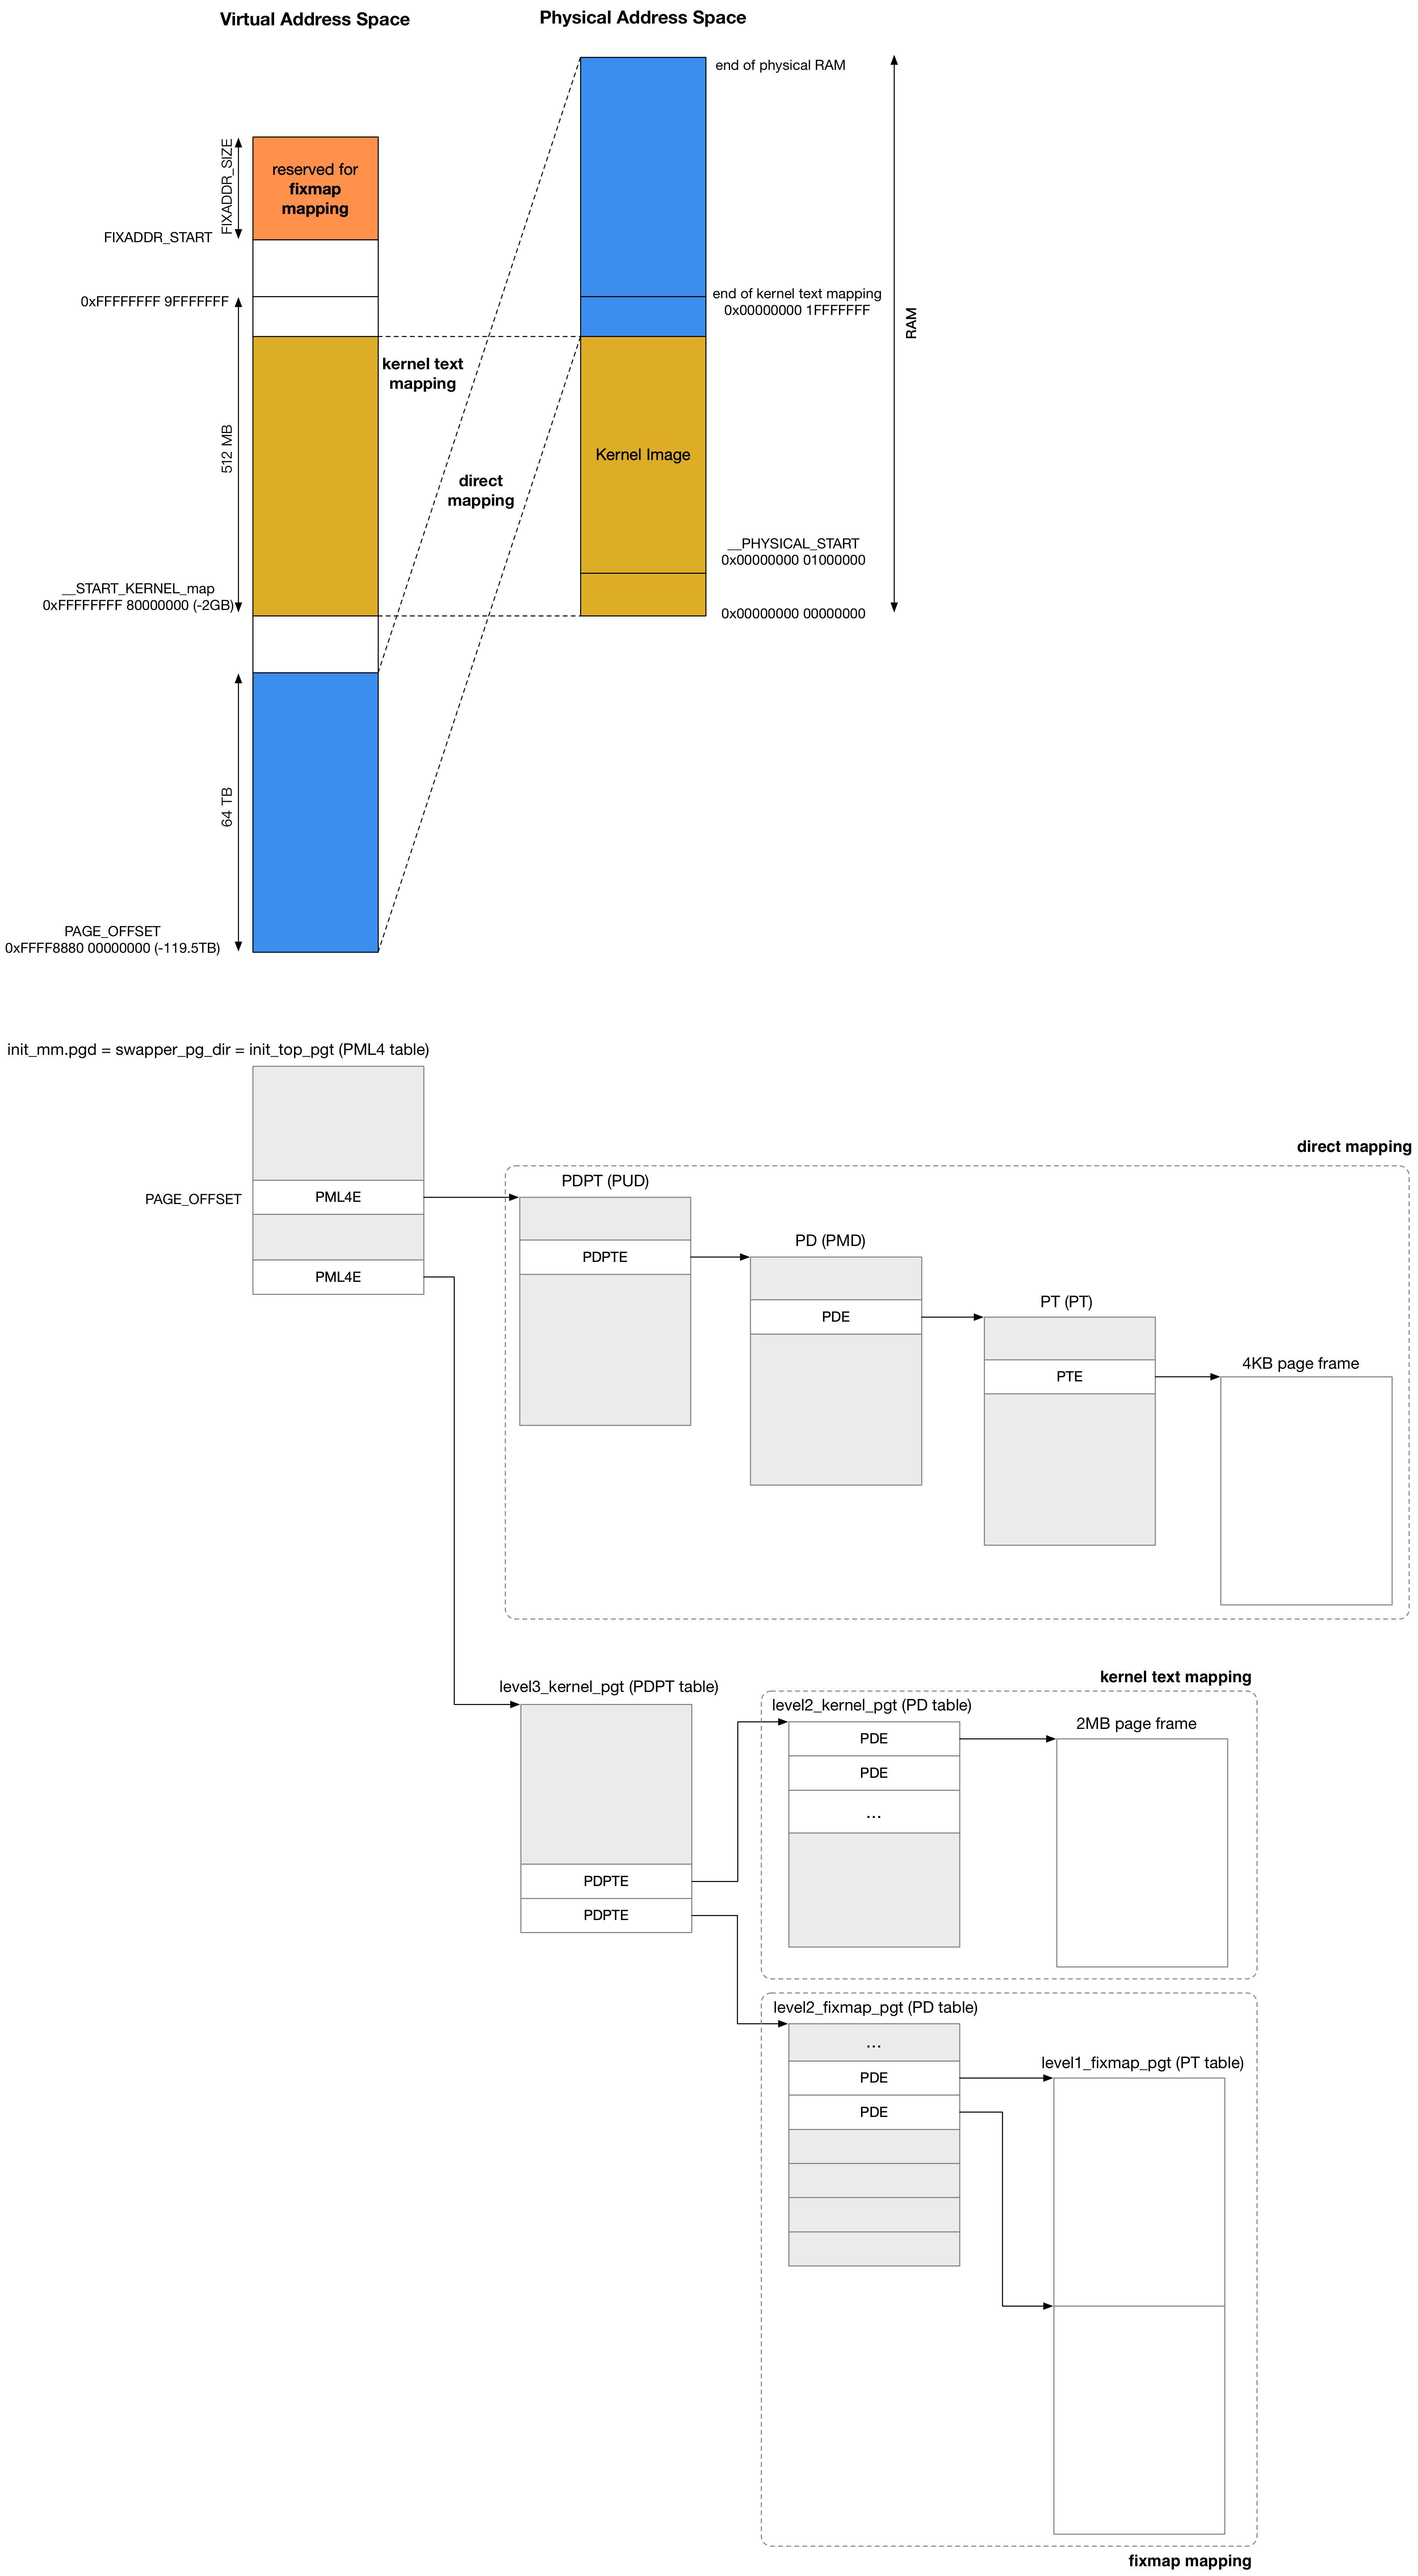 Virtual Address Space
Physical Address Space
end of physical RAM
FIXADDR_SIZE
reserved for
fixmap
mapping
FIXADDR_START
0xFFFFFFFF 9FFFFFFF
end of kernel text mapping
0x00000000 1FFFFFFF
RAM
kernel text
mapping
512 MB
Kernel Image
direct
mapping
__PHYSICAL_START
0x00000000 01000000
__START_KERNEL_map
0xFFFFFFFF 80000000 (-2GB)
0x00000000 00000000
64 TB
PAGE_OFFSET
0xFFFF8880 00000000 (-119.5TB)
init_mm.pgd = swapper_pg_dir = init_top_pgt (PML4 table)
direct mapping
PDPT (PUD)
PAGE_OFFSET
PML4E
PD (PMD)
PDPTE
PML4E
PT (PT)
PDE
4KB page frame
PTE
kernel text mapping
level3_kernel_pgt (PDPT table)
level2_kernel_pgt (PD table)
2MB page frame
PDE
PDE
...
PDPTE
PDPTE
level2_fixmap_pgt (PD table)
...
level1_fixmap_pgt (PT table)
PDE
PDE
fixmap mapping